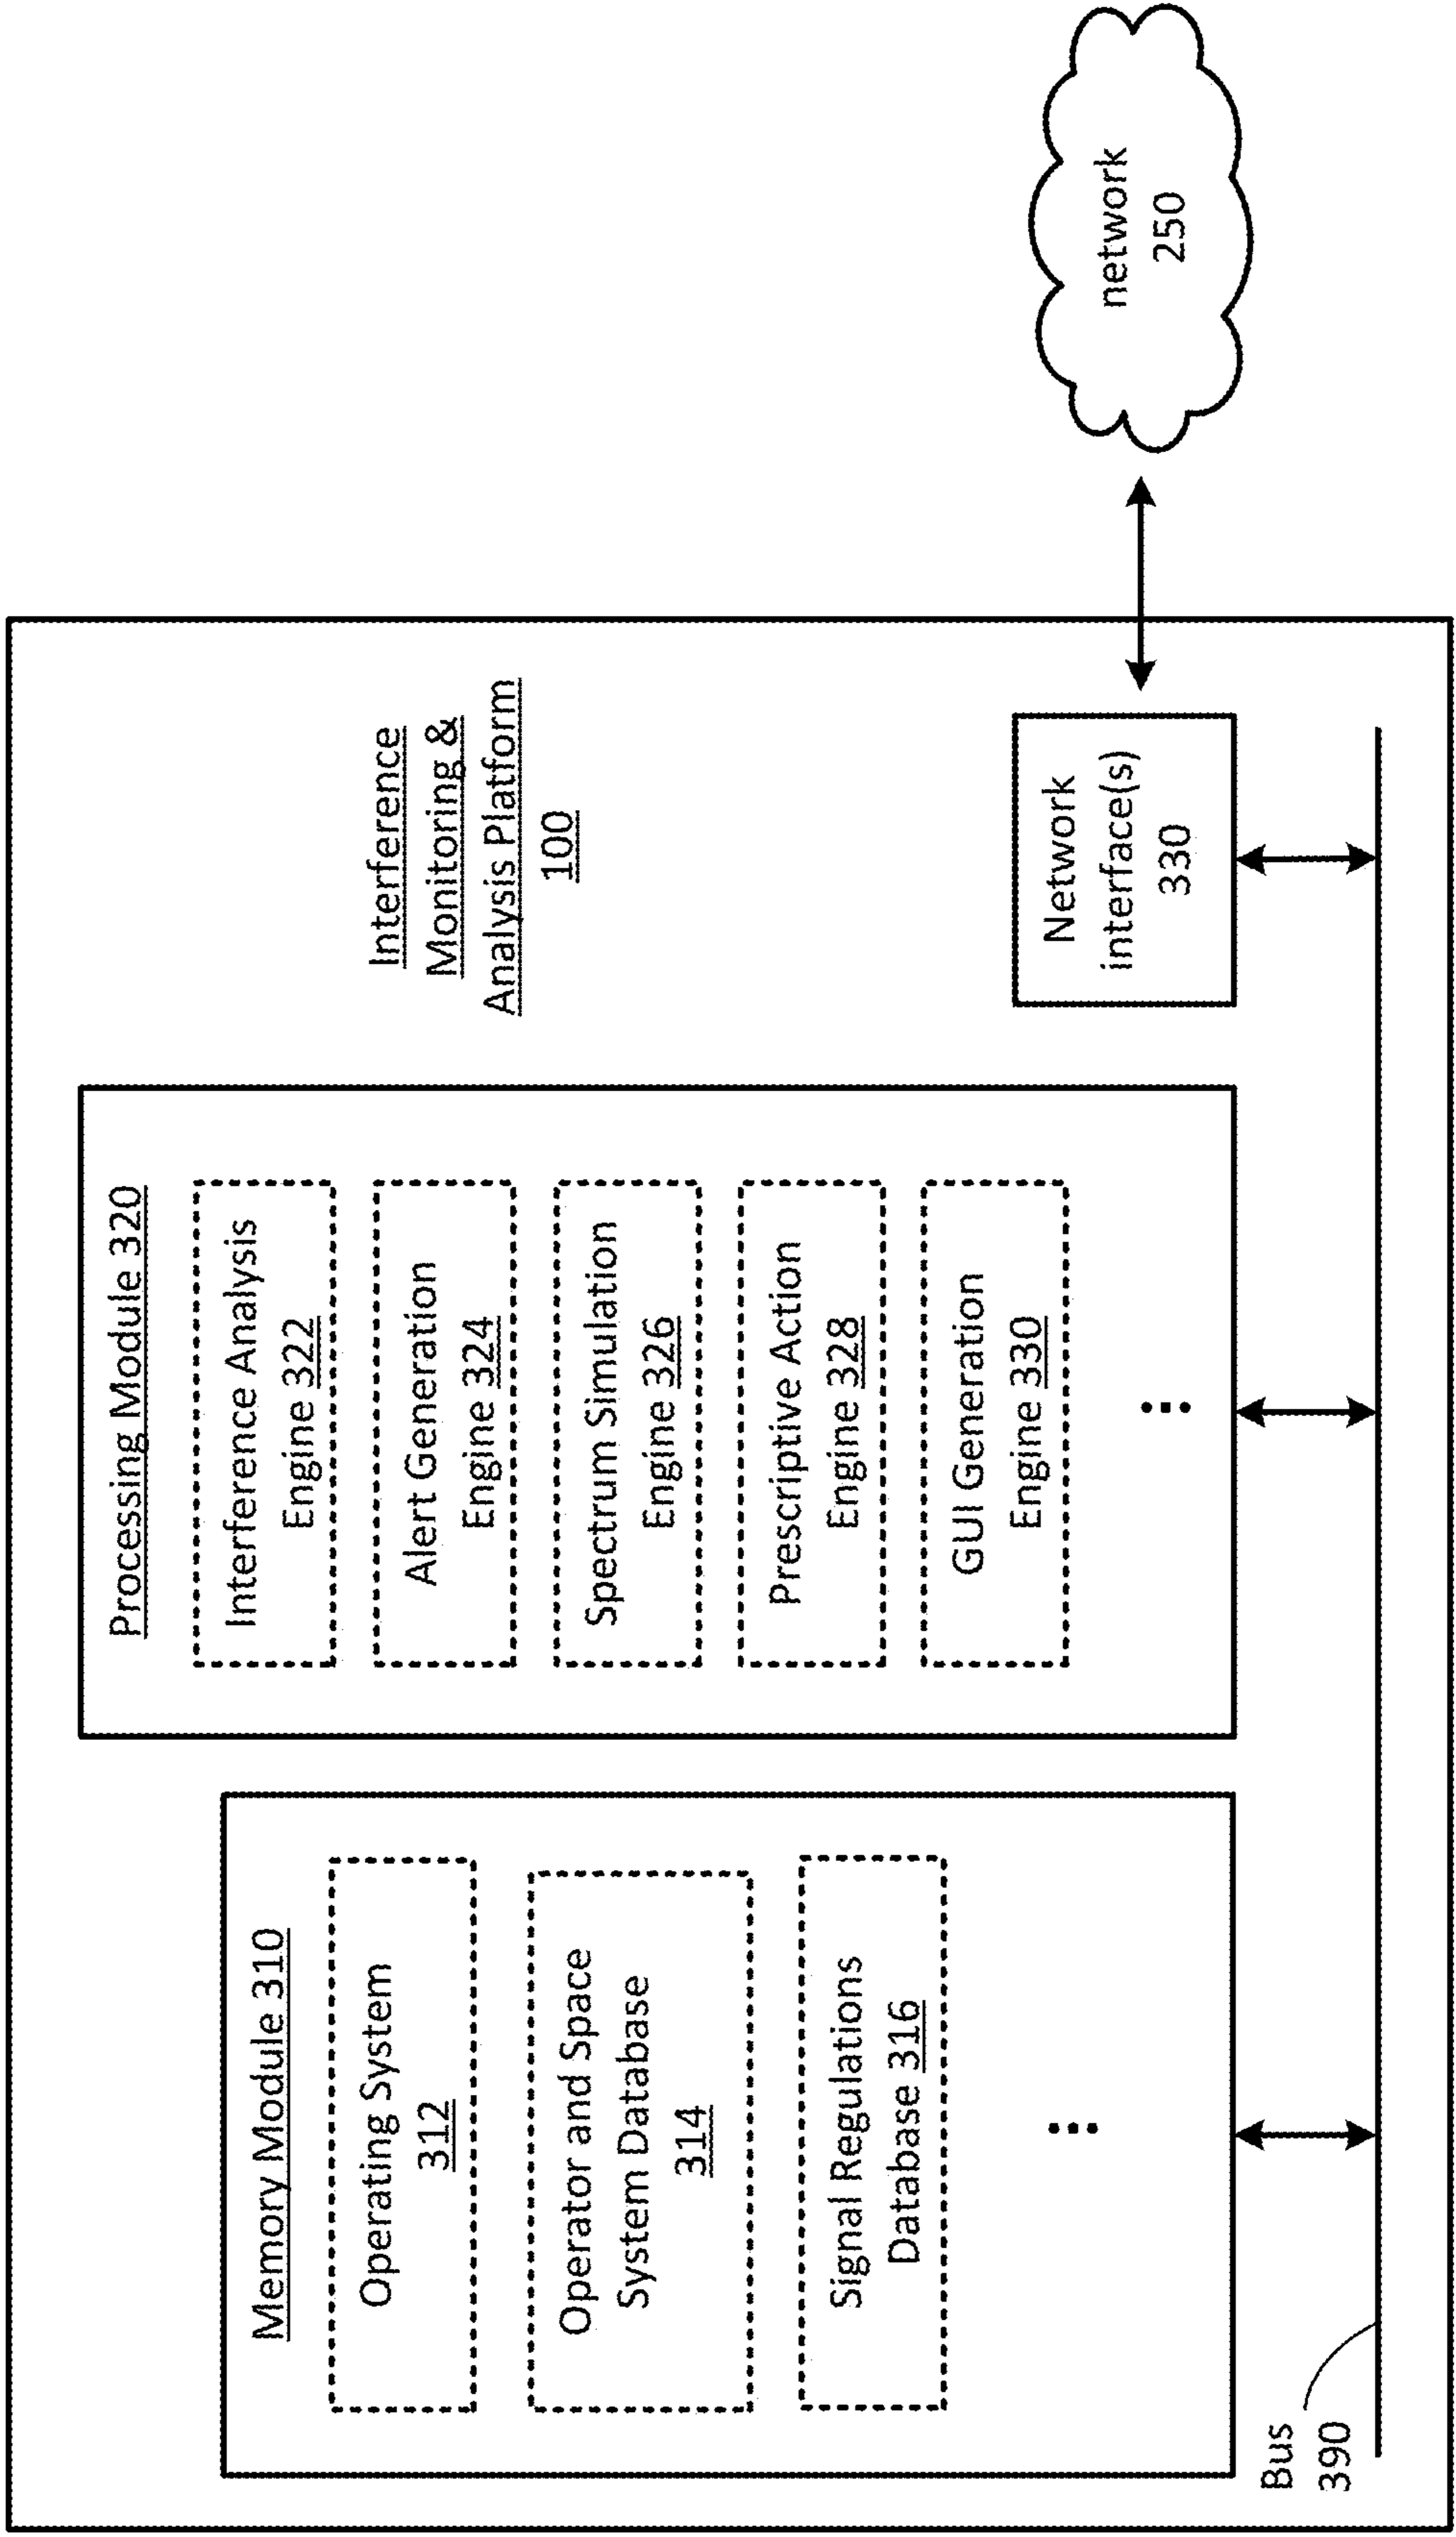 Memory Module 310
Operating System
312
Operator and Space
System Database
314
Signal Regulations
Database 316
Processing Module 320
Interference Analysis
Engine 322
Alert Generation
Engine 324
Spectrum Simulation
Engine 326
Prescriptive Action
Engine 328
GUI Generation
Engine 330
Interference
Monitoring &
Analysis Platform
100
Network
interface(s)
330
network
250
Bus
390